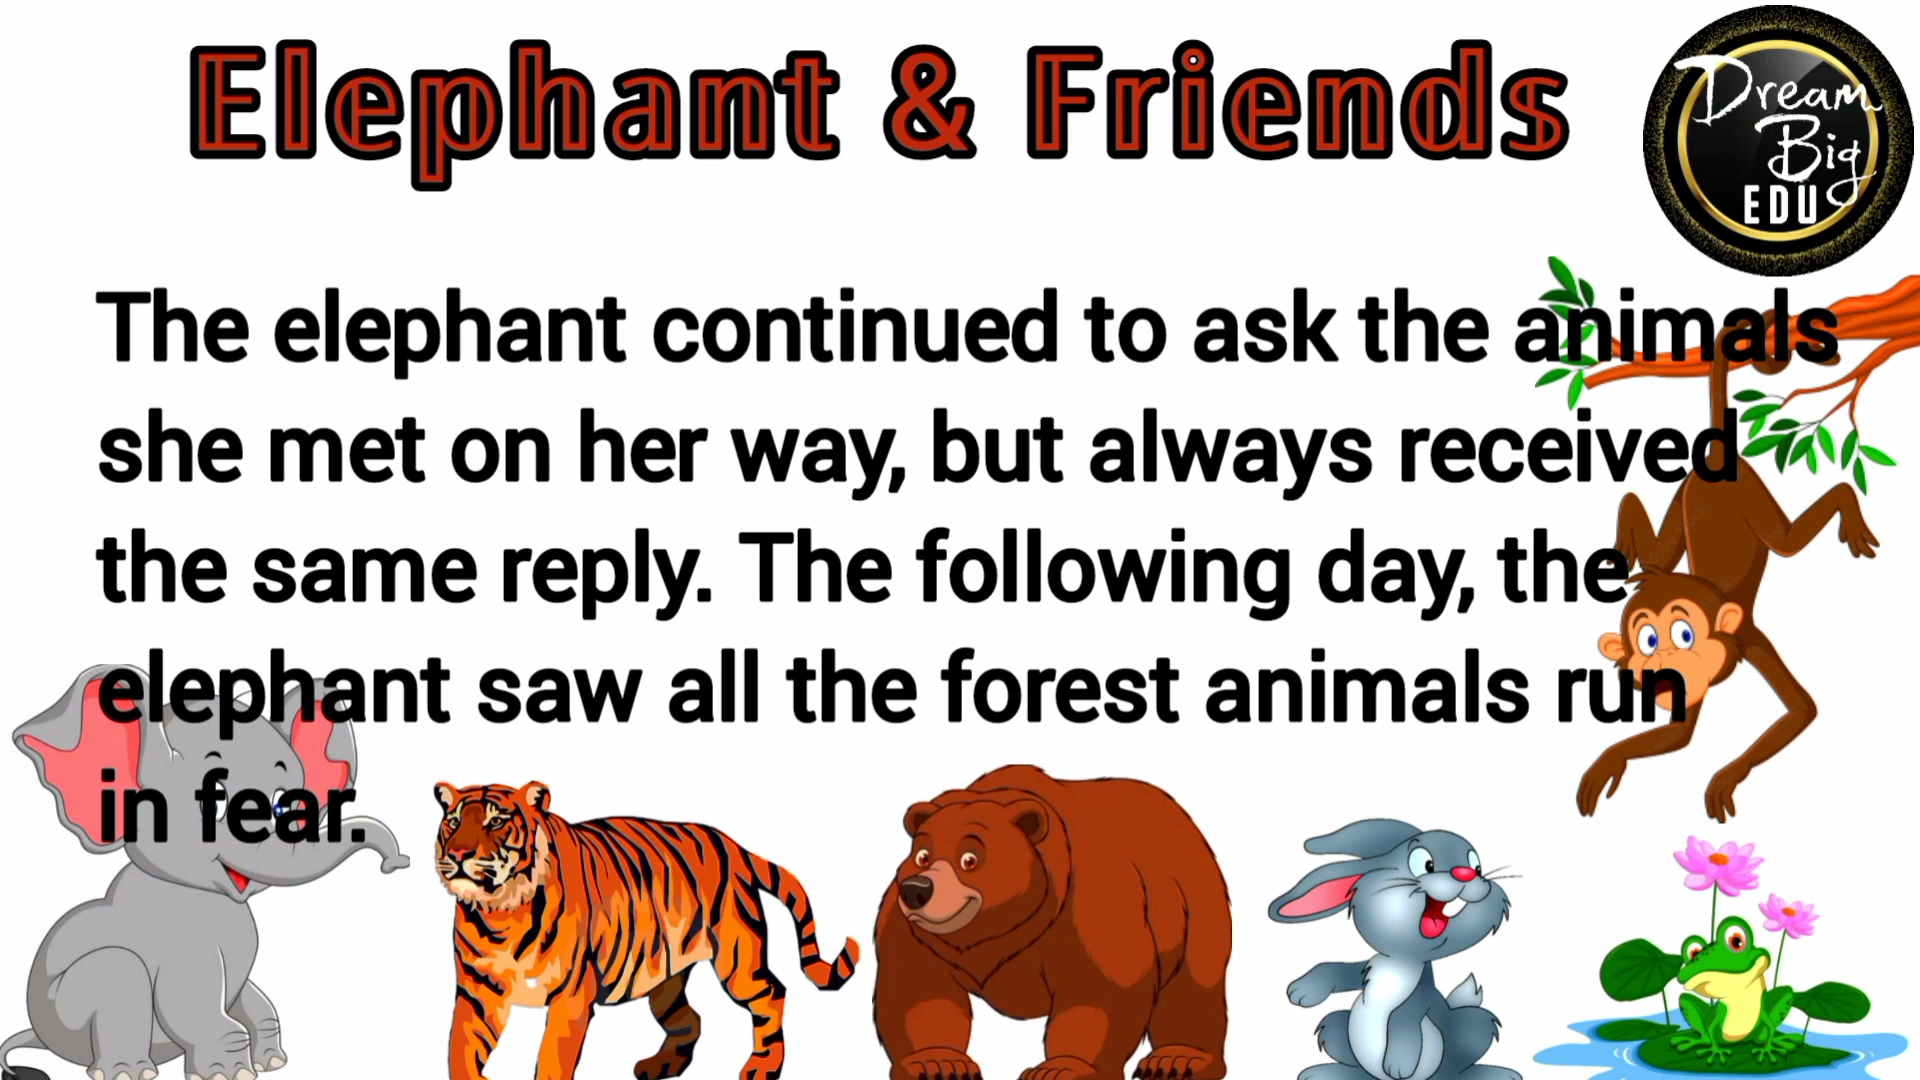 Elephant & Friends
Dream
Big
EDU
The elephant continued to ask the animals
she met on her way, but always received
the same reply. The following day, the
elephant saw all the forest animals run
in fear.